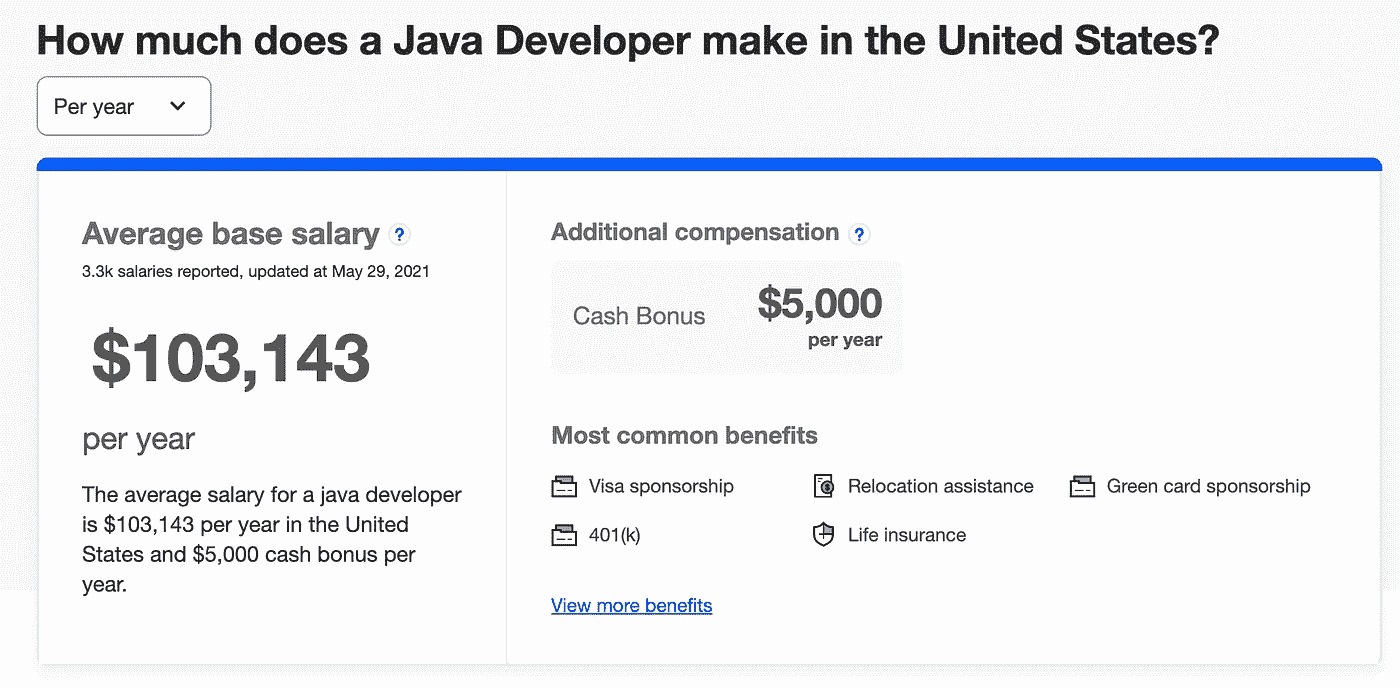 How much does a Java Developer make in the United States?
Per year
Average base salary ?
3.3k salaries reported, updated at May 29, 2021
$103,143
per year
The average salary for a java developer
is $103,143 per year in the United
States and $5,000 cash bonus per
year.
Additional compensation ?
Cash Bonus
$5,000
per year
Most common benefits
Visa sponsorship
Relocation assistance
Green card sponsorship
401(k)
Life insurance
View more benefits